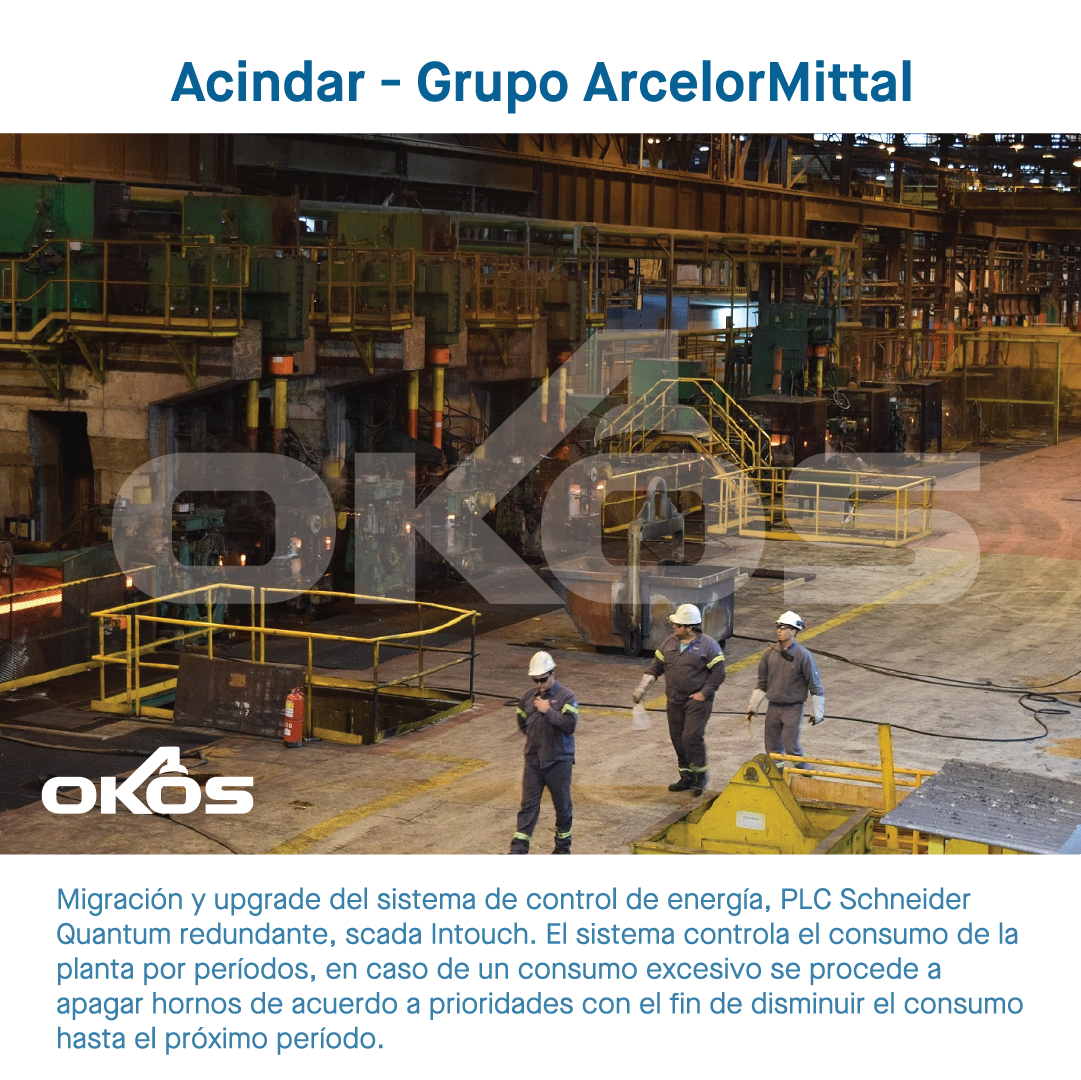 Acindar - Grupo ArcelorMittal
OKOS
OKOS
Migración y upgrade del sistema de control de energía, PLC Schneider
Quantum redundante, scada Intouch. El sistema controla el consumo de la
planta por períodos, en caso de un consumo excesivo se procede a
apagar hornos de acuerdo a prioridades con el fin de disminuir el consumo
hasta el próximo período.